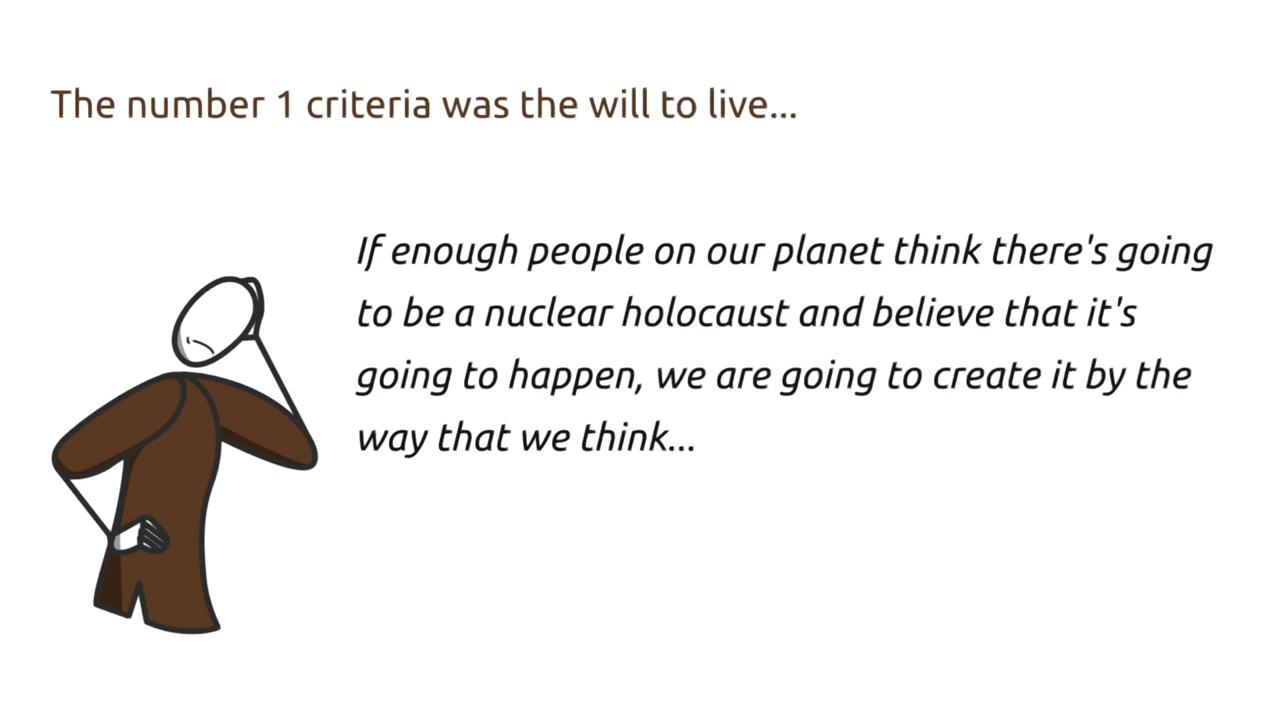 The number 1 criteria was the will to live...
If enough people on our planet think there's going
to be a nuclear holocaust and believe that it's
going to happen, we are going to create it by the
way that we think...